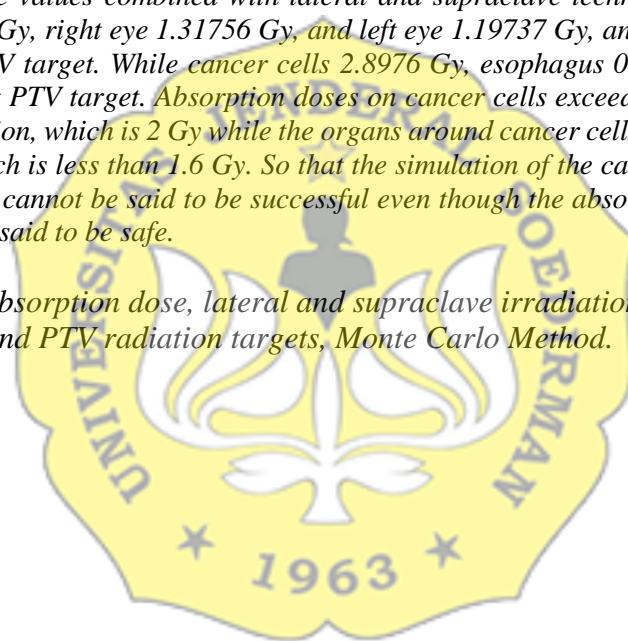 e values combined with lateral and supraclave techn
Gy, right eye 1.31756 Gy, and left eye 1.19737 Gy, an
V target. While cancer cells 2.8976 Gy, esophagus 0
PTV target. Absorption doses on cancer cells exceed
ion, which is 2 Gy while the organs around cancer cell
ch is less than 1.6 Gy. So that the simulation of the ca
cannot be said to be successful even though the abso
said to be safe.
bsorption dose, lateral and supraclave irradiation
nd PTV radiation targets, Monte Carlo Method.
UNIVERSITAS JENDERAL SOEDIRMAN
1963